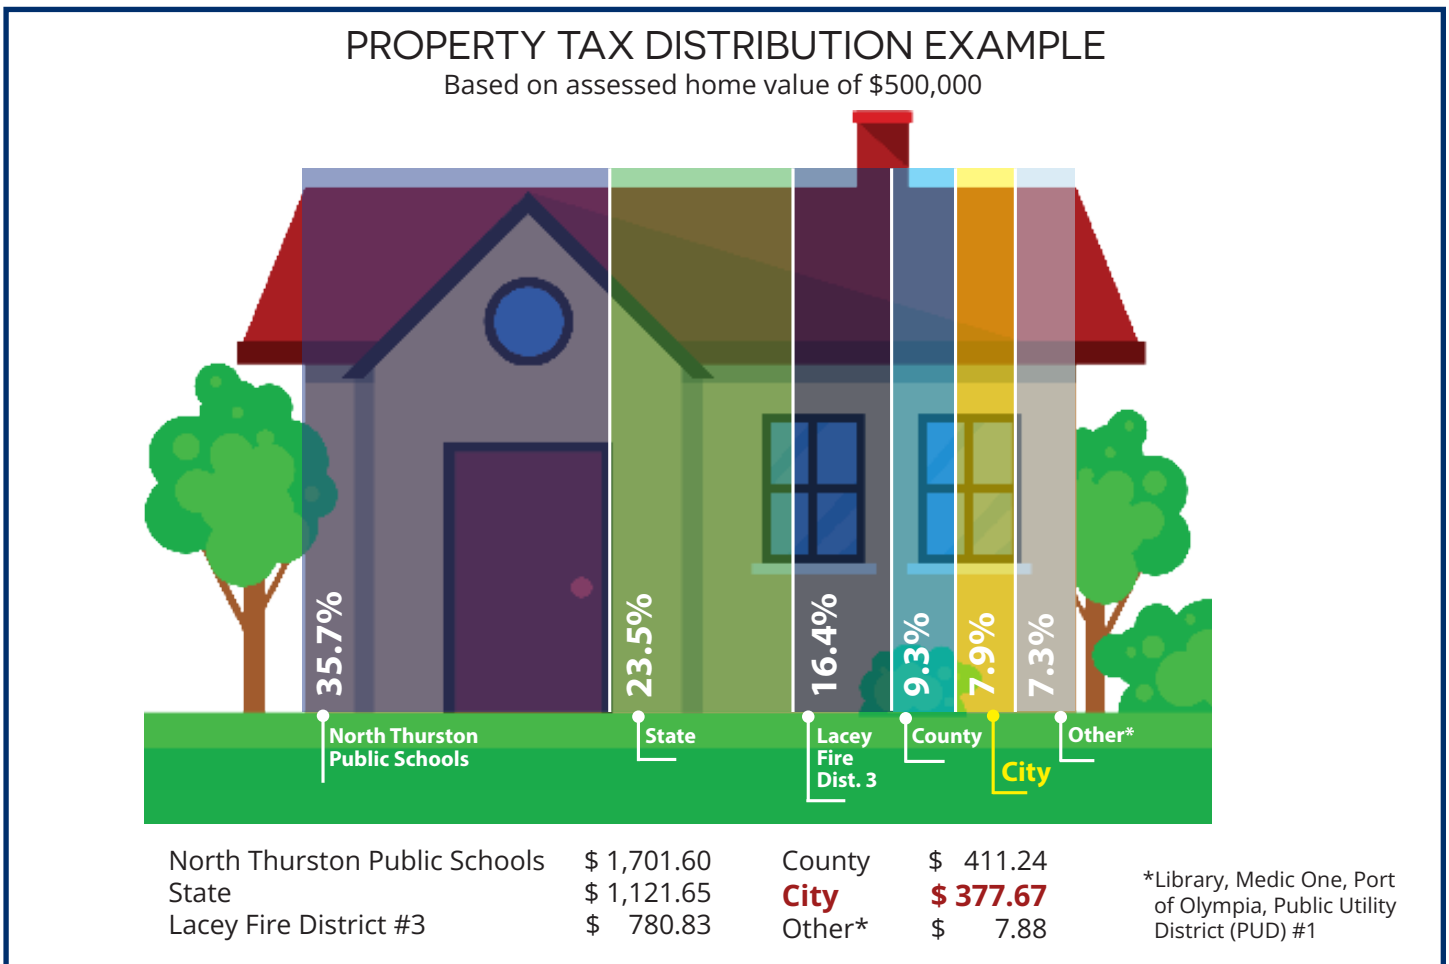 PROPERTY TAX DISTRIBUTION EXAMPLE
Based on assessed home value of $500,000
35.7%
23.5%
16.4%
9.3%
7.9%
7.3%
North Thurston
Public Schools
State
Lacey
Fire
Dist. 3
County
City
Other*
North Thurston Public Schools $ 1,701.60
State $ 1,121.65
Lacey Fire District #3 $ 780.83
County $ 411.24
City $ 377.67
Other* $ 7.88
*Library, Medic One, Port
of Olympia, Public Utility
District (PUD) #1